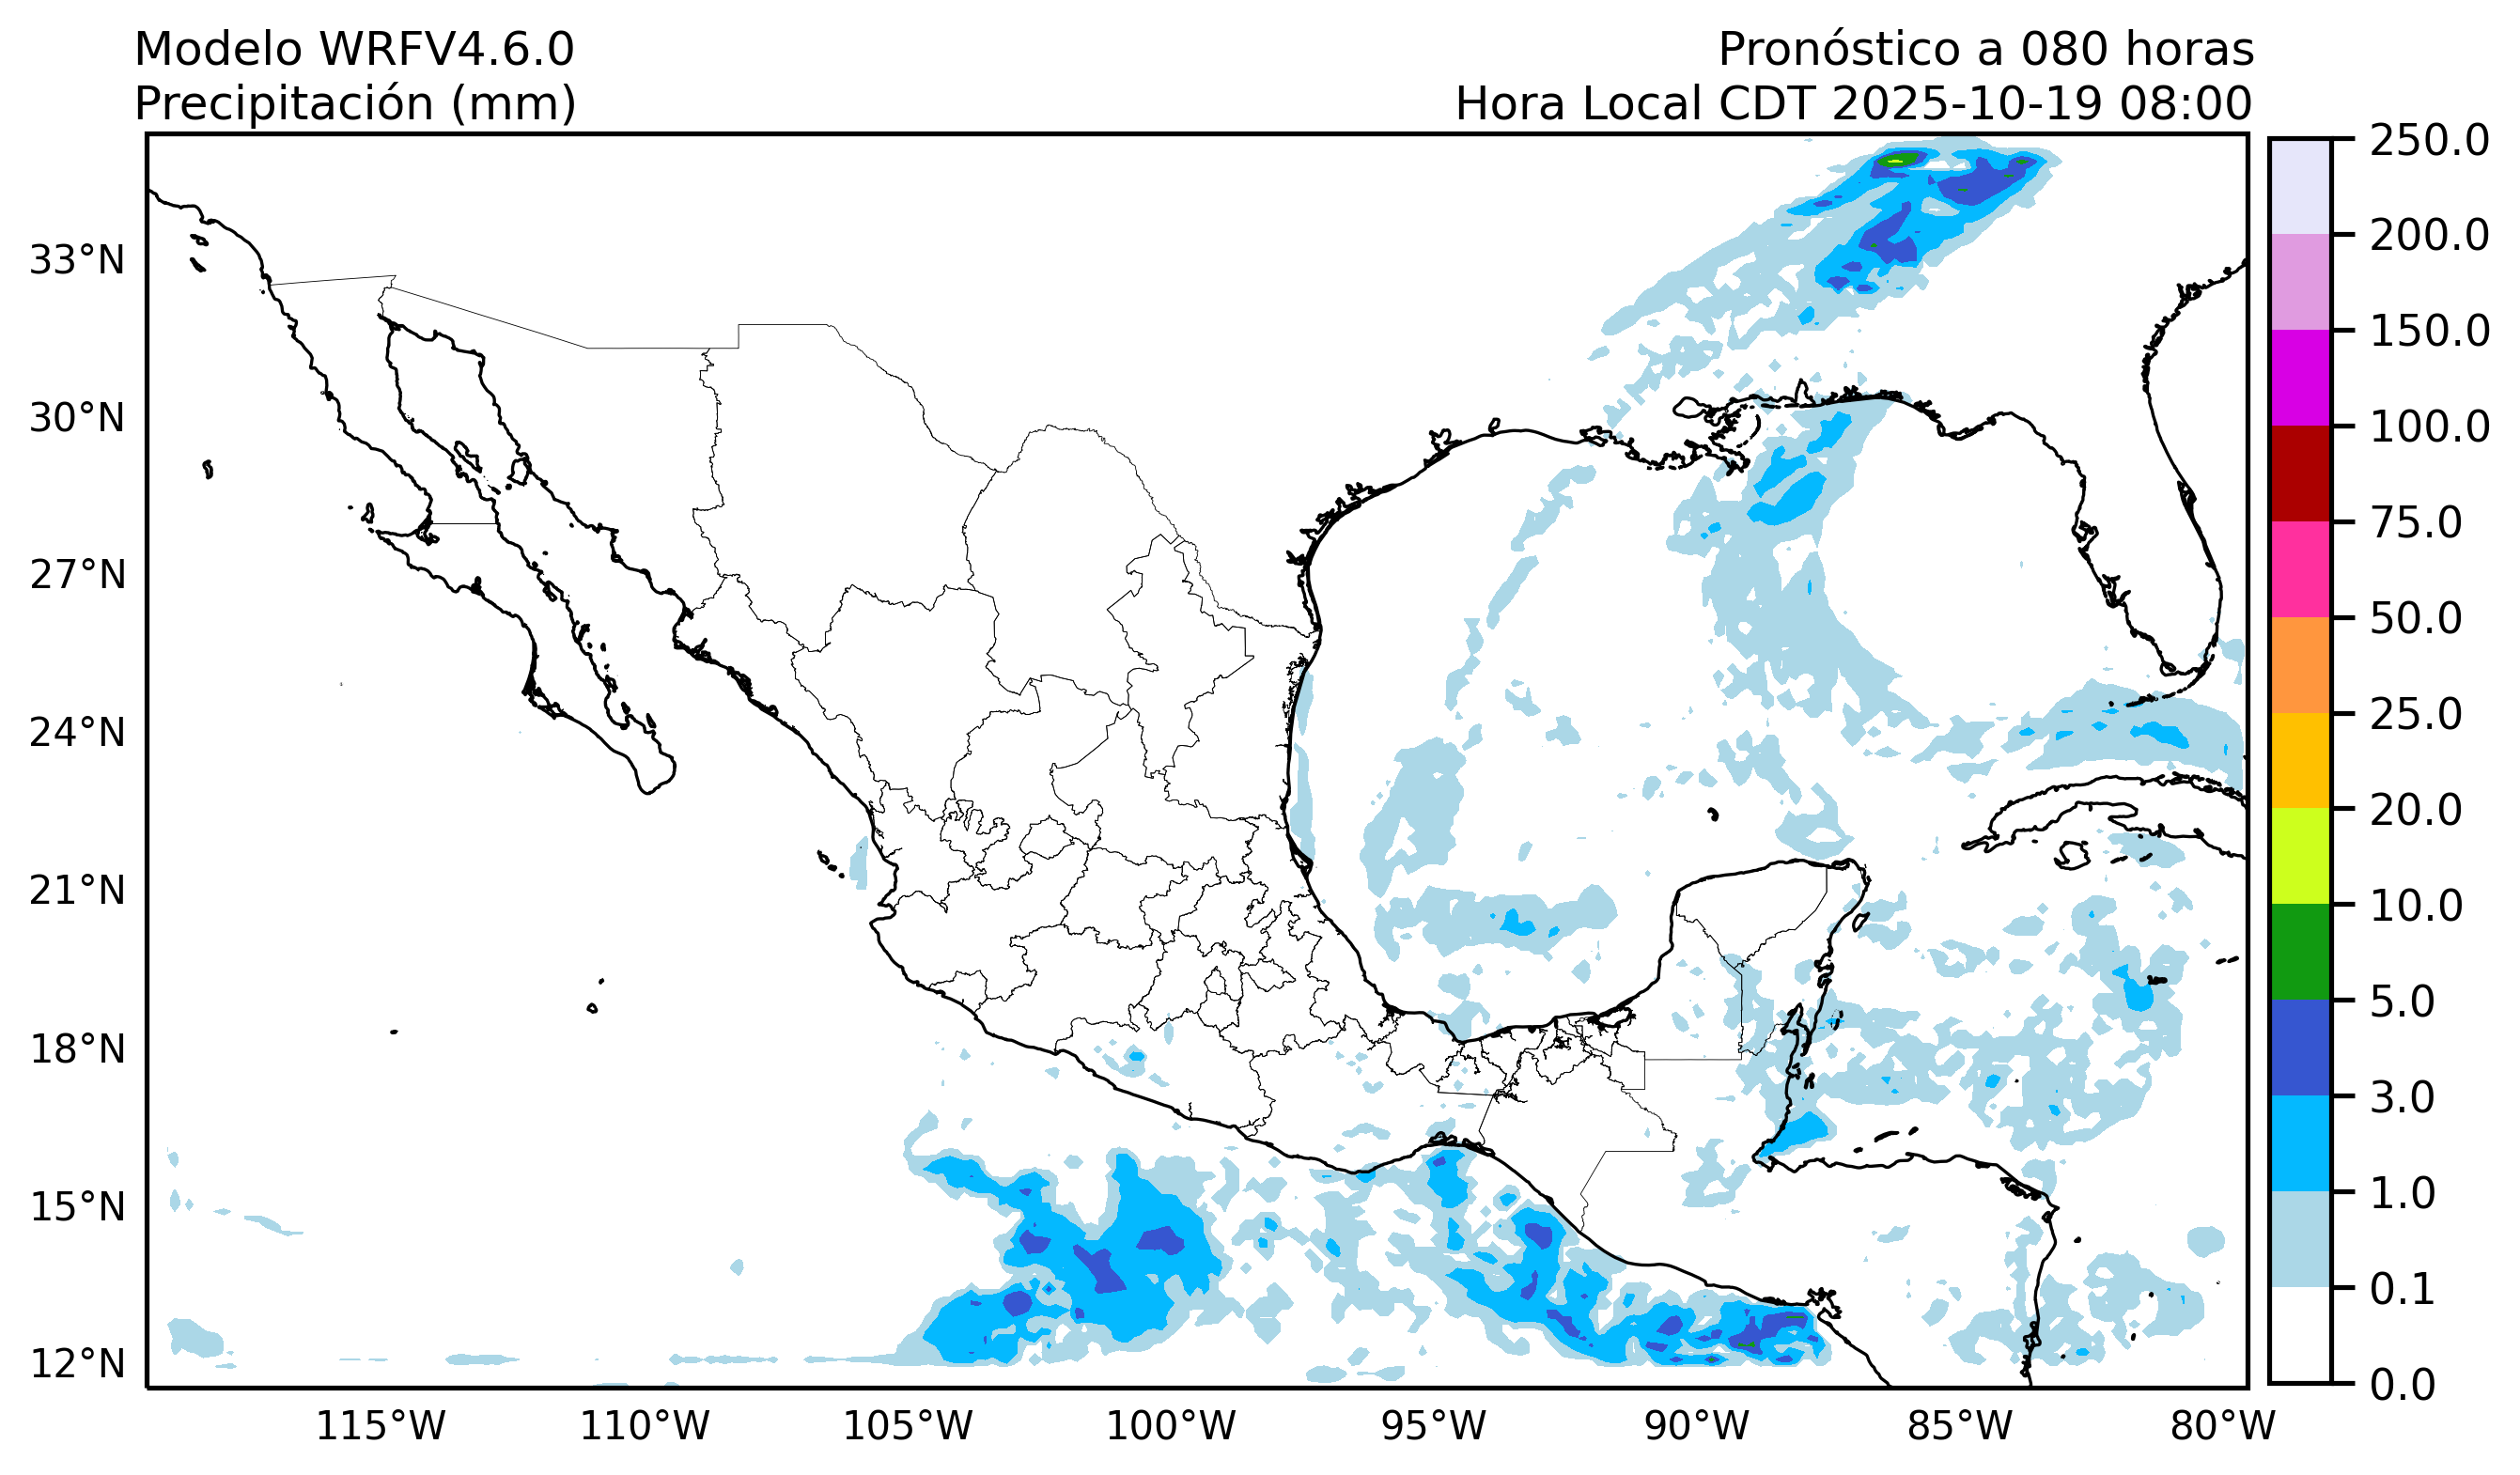 Modelo WRFV4.6.0
Precipitación (mm)
Pronóstico a 080 horas
Hora Local CDT 2025-10-19 08:00
33°N
30°N
27°N
24°N
21°N
18°N
15°N
12°N
115°W
110°W
105°W
100°W
95°W
90°W
85°W
80°W
250.0
200.0
150.0
100.0
75.0
50.0
25.0
20.0
10.0
5.0
3.0
1.0
0.1
0.0